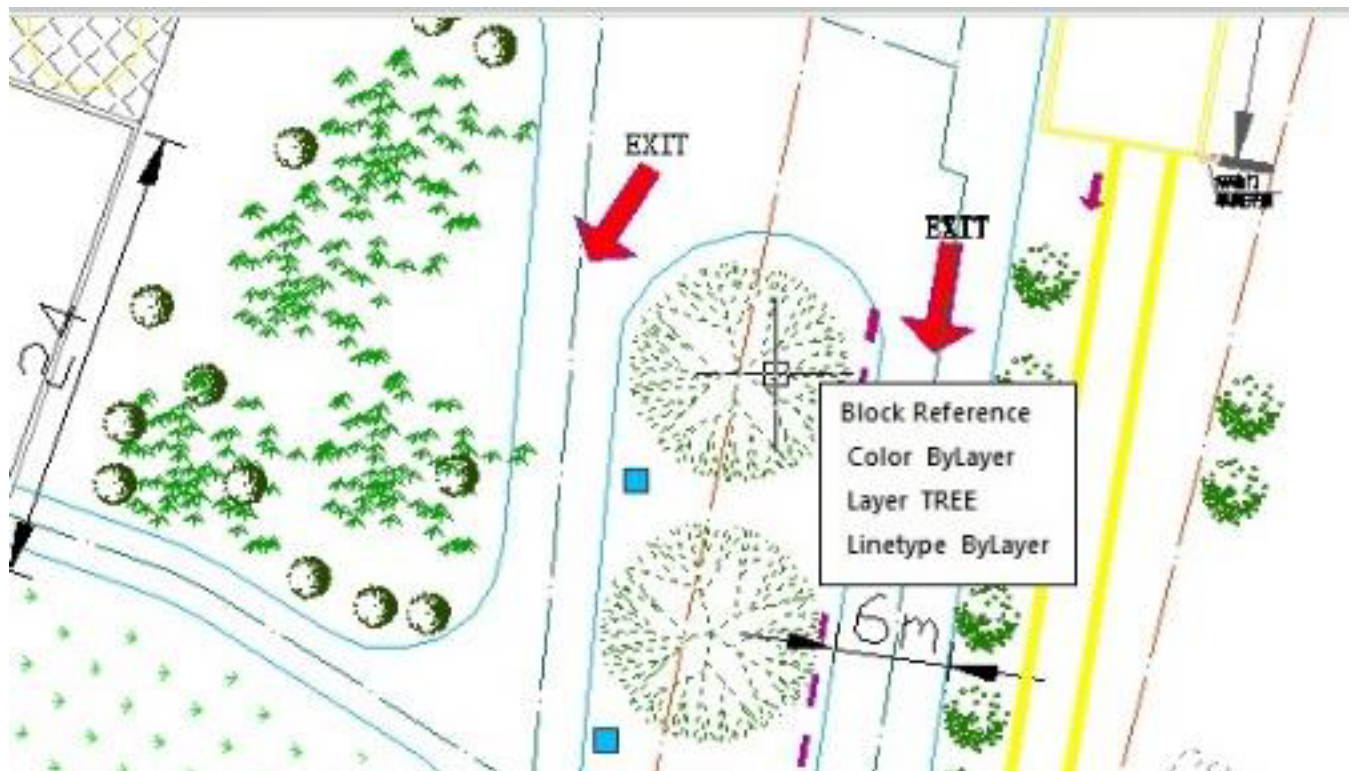 EXIT
EXIT
24
Block Reference
Color ByLayer
Layer TREE
Linetype ByLayer
6m